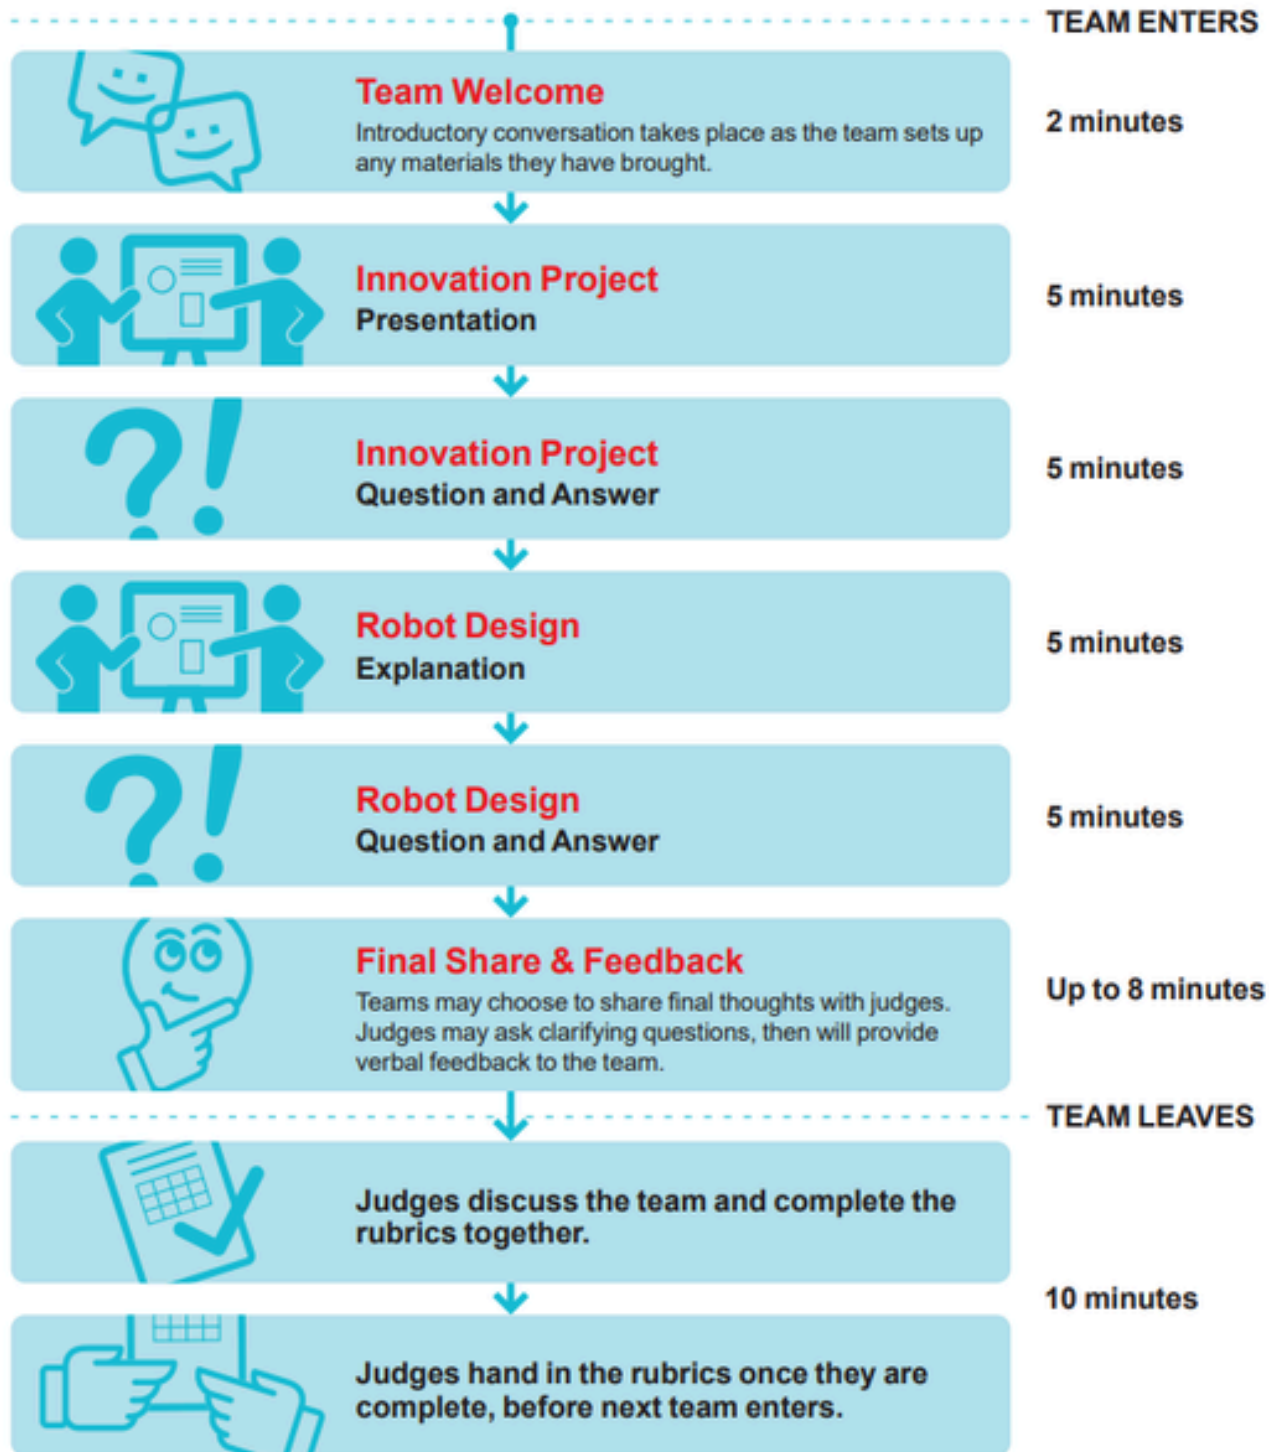 TEAM ENTERS
Team Welcome
Introductory conversation takes place as the team sets up
any materials they have brought.
2 minutes
Innovation Project
Presentation
5 minutes
Innovation Project
Question and Answer
5 minutes
Robot Design
Explanation
5 minutes
Robot Design
Question and Answer
5 minutes
Final Share & Feedback
Teams may choose to share final thoughts with judges.
Judges may ask clarifying questions, then will provide
verbal feedback to the team.
Up to 8 minutes
TEAM LEAVES
Judges discuss the team and complete the
rubrics together.
10 minutes
Judges hand in the rubrics once they are
complete, before next team enters.